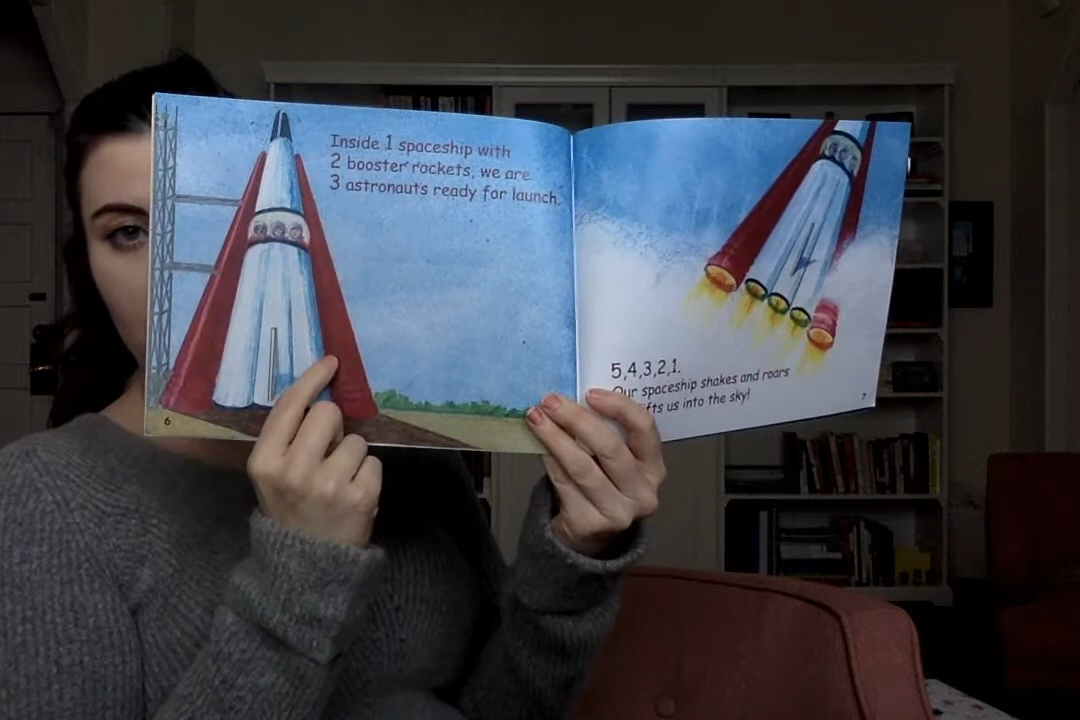 Inside 1 spaceship with
2 booster rockets, we are
3 astronauts ready for launch.
6
5,4,3,2,1.
Our spaceship shakes and roars
us into the sky!
7